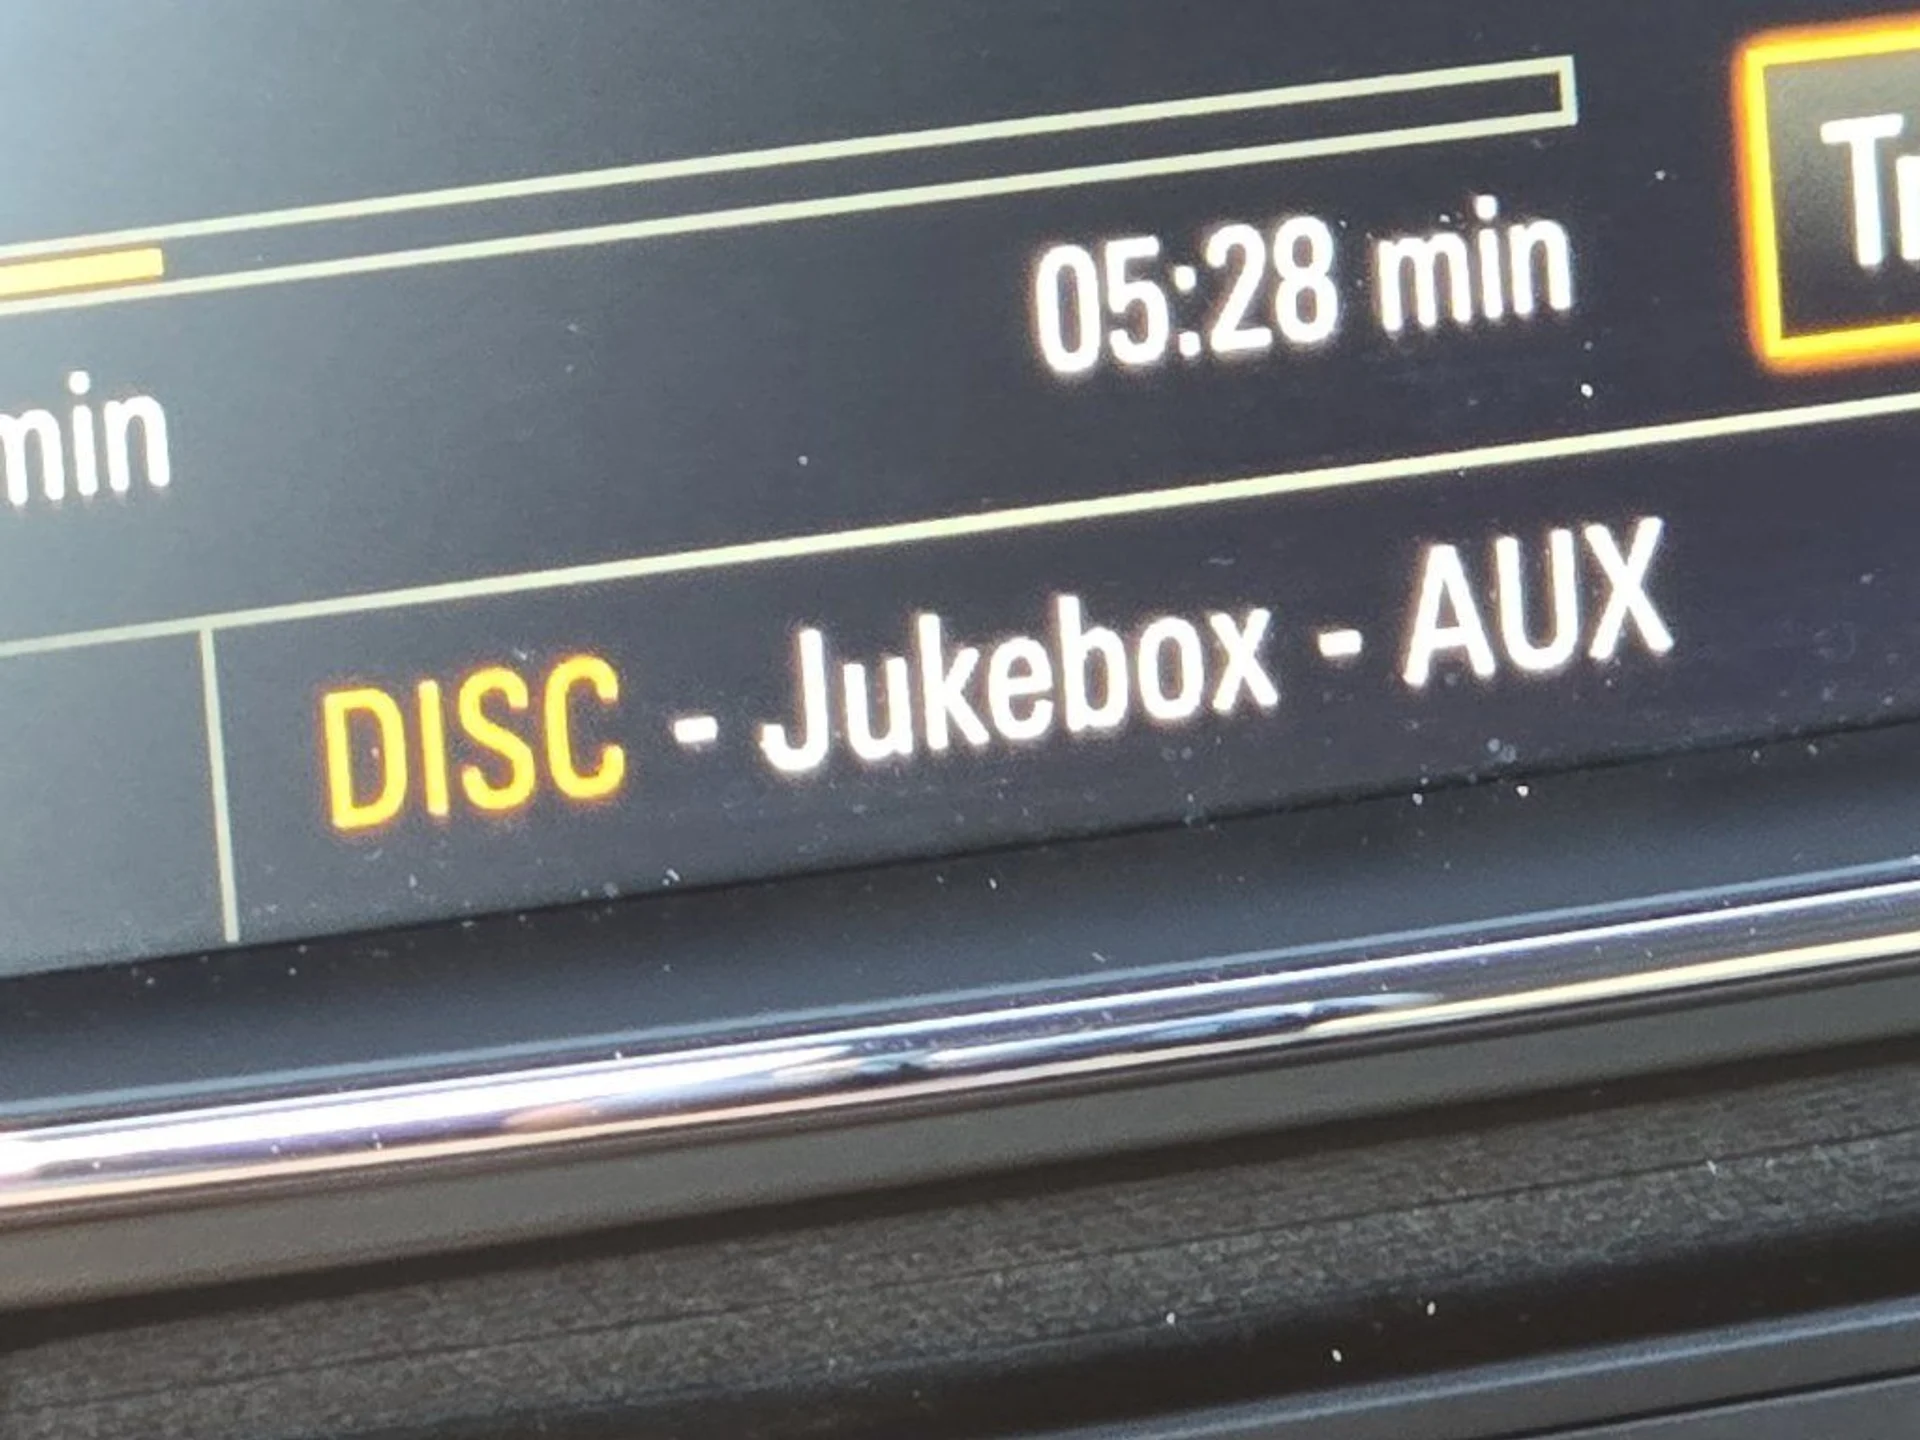 05:28 min
min
DISC - Jukebox - AUX